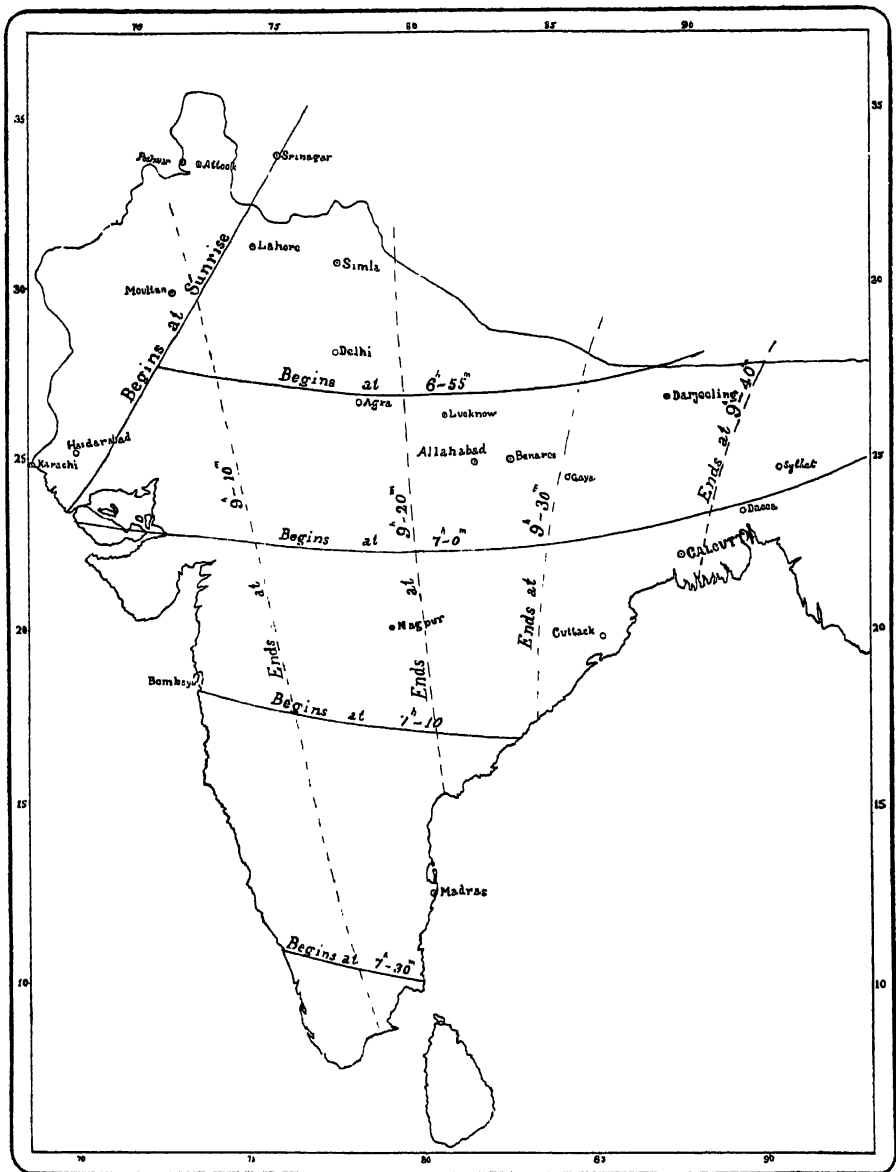 70 75 80 85 90
35 35
Peshwar Attock Srinagar
Lahore
Simla
Moultan
30 30
Begins at Sunrise
Delhi
Begins at 6h-55m
Agra
Lucknow
Darjeeling
Haidarabad
Allahabad
Benares
25 25
Karachi
Gaya
Sylhet
Ends at 9h-10m
Ends at 9h-20m
Ends at 9h-30m
Ends at 9h-40m
Dacca
Begins at 7h-0m
CALCUTTA
20 20
Nagpur
Cuttack
Bombay
Begins at 7h-10
15 15
Madras
Begins at 7h-30m
10 10
70 75 80 85 90